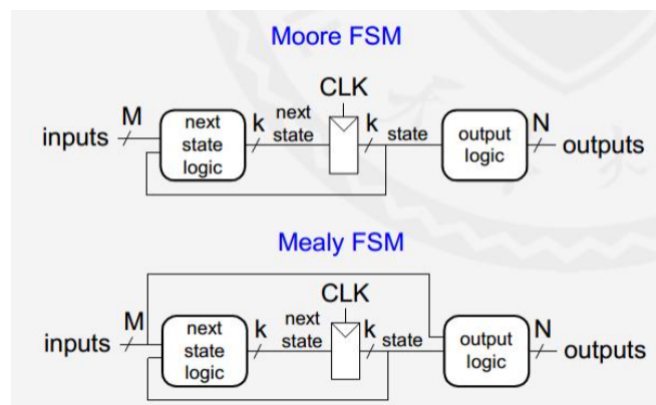 Moore FSM
CLK
M
next
k
next
k
state
N
inputs
state
state
output
outputs
logic
logic
Mealy FSM
CLK
M
next
k
next
k
state
N
inputs
state
state
output
outputs
logic
logic